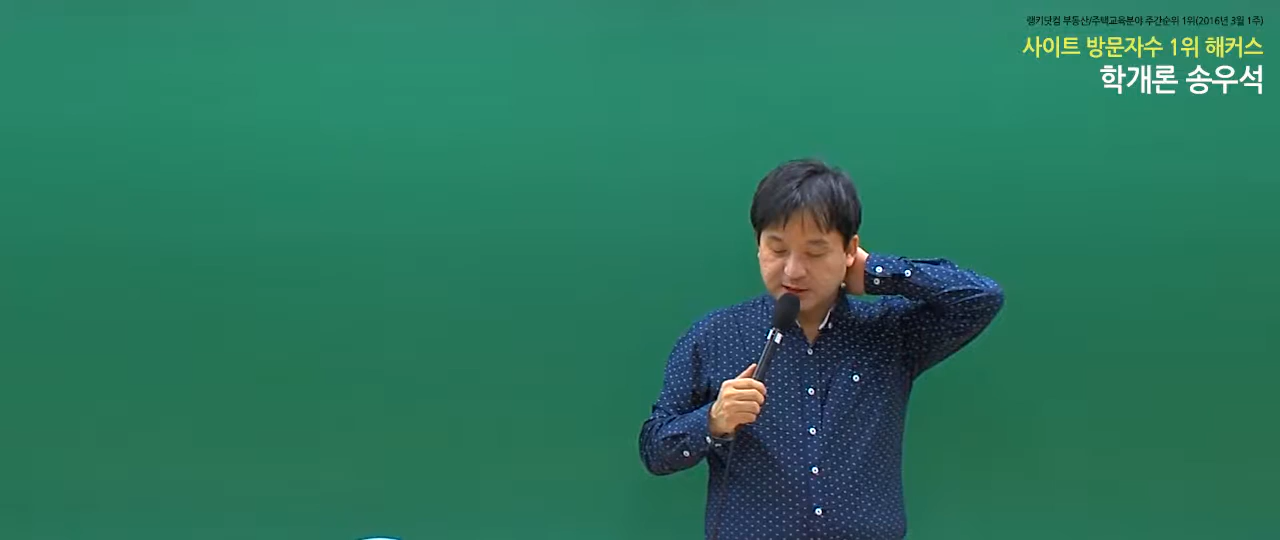 랭키닷컴 부동산/주택교육분야 주간순위 1위(2016년 3월 1주)
사이트 방문자수 1위 해커스
학개론 송우석